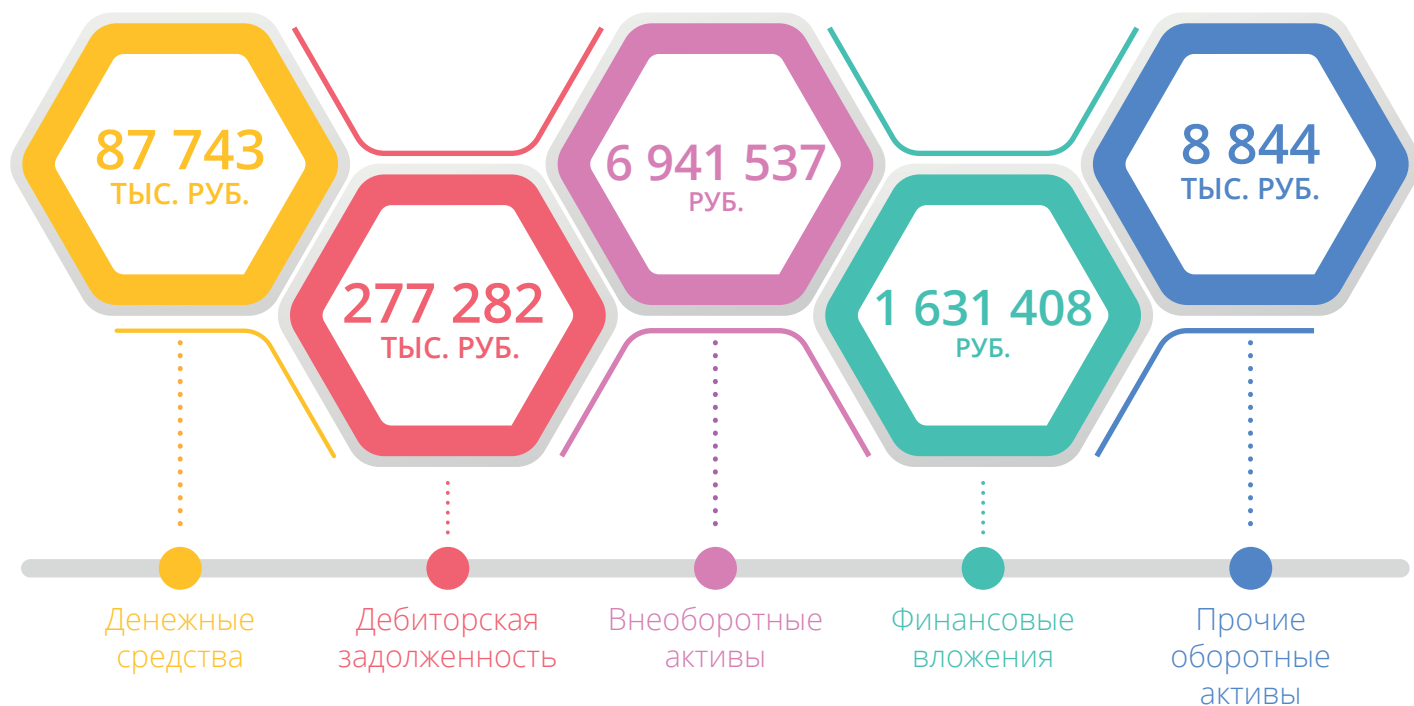 87 743
ТЫС. РУБ.
277 282
ТЫС. РУБ.
6 941 537
РУБ.
1 631 408
РУБ.
8 844
ТЫС. РУБ.
Денежные
средства
Дебиторская
задолженность
Внеоборотные
активы
Финансовые
вложения
Прочие
оборотные
активы